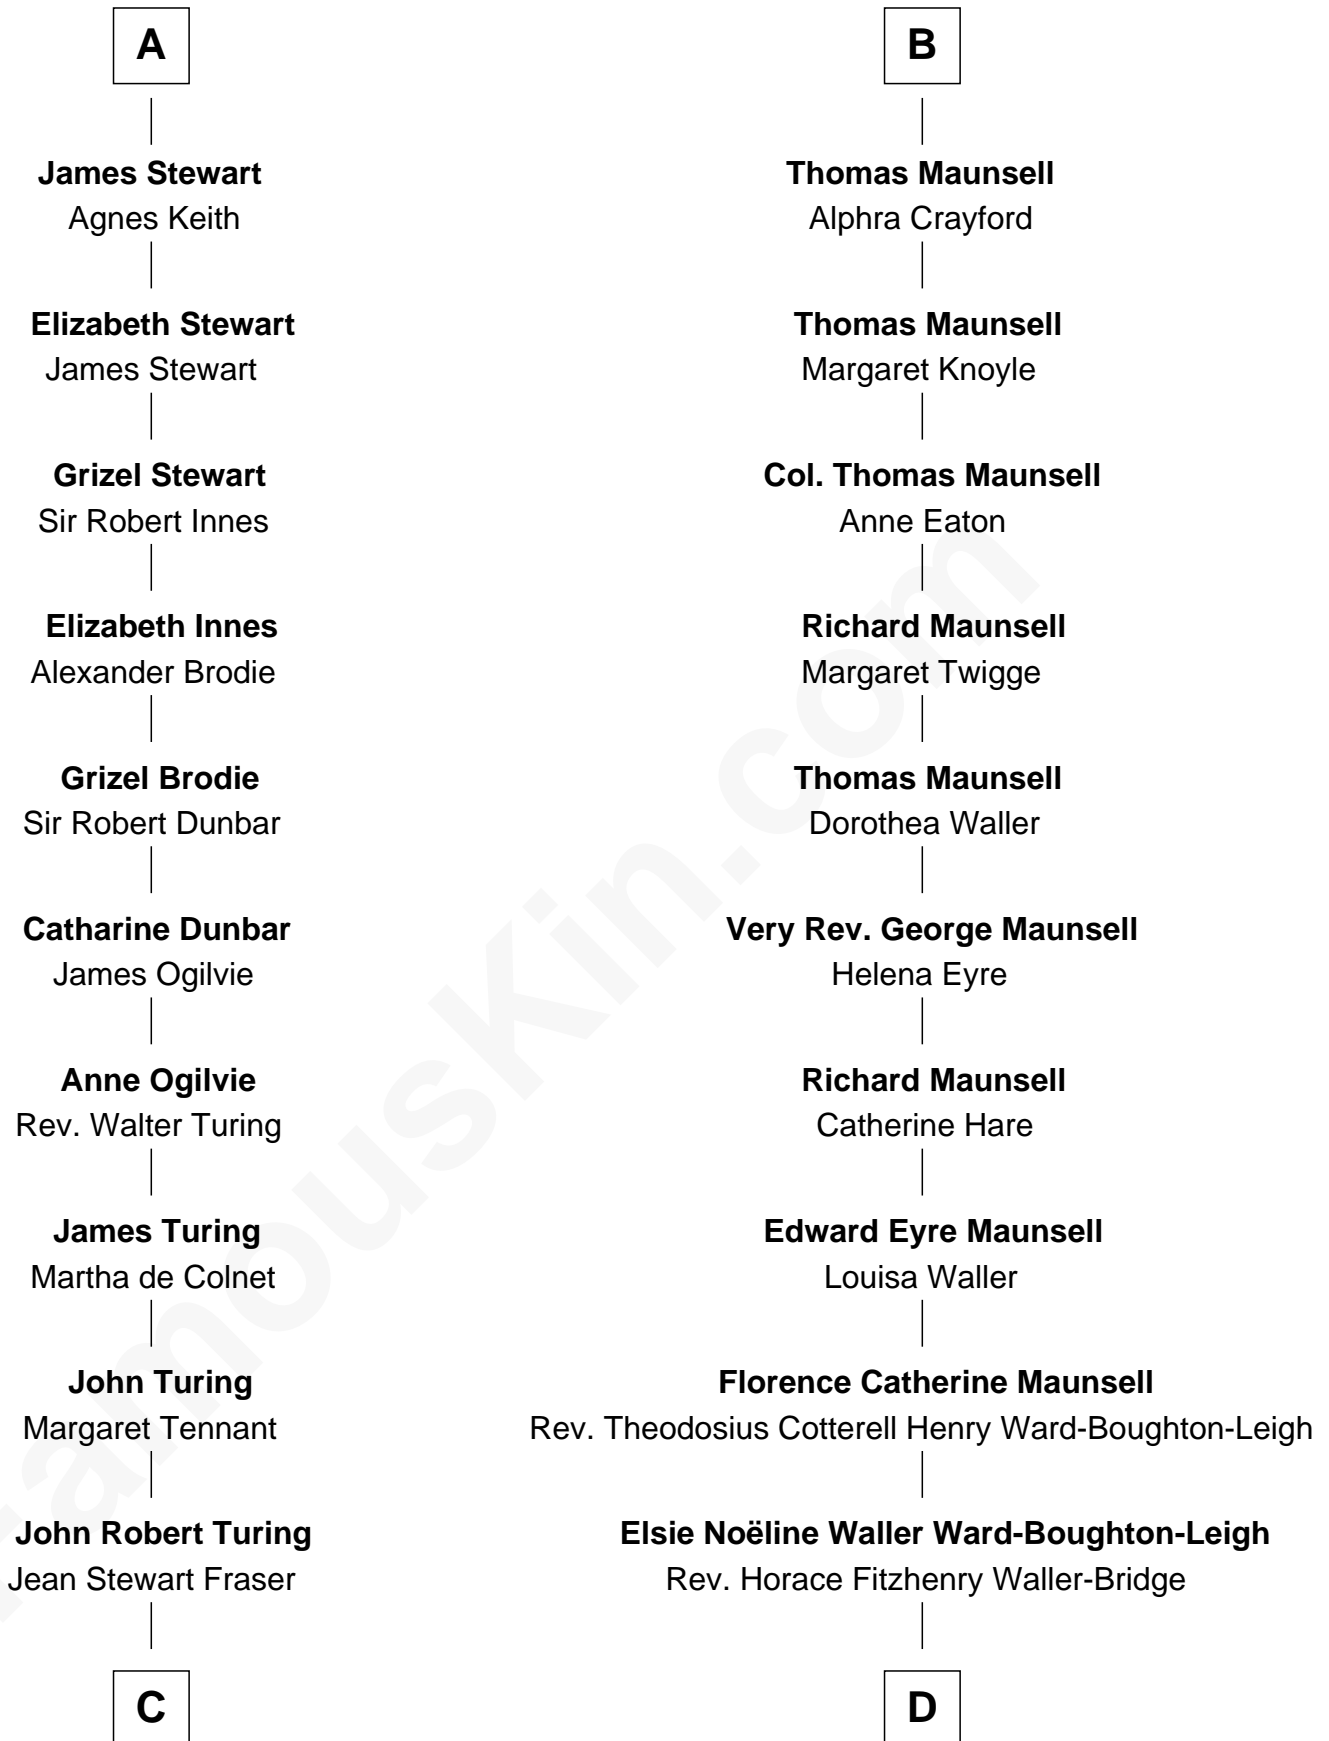 A
James Stewart
Agnes Keith
Elizabeth Stewart
James Stewart
Grizel Stewart
Sir Robert Innes
Elizabeth Innes
Alexander Brodie
Grizel Brodie
Sir Robert Dunbar
Catharine Dunbar
James Ogilvie
Anne Ogilvie
Rev. Walter Turing
James Turing
Martha de Colnet
John Turing
Margaret Tennant
John Robert Turing
Jean Stewart Fraser
C
B
Thomas Maunsell
Alphra Crayford
Thomas Maunsell
Margaret Knoyle
Col. Thomas Maunsell
Anne Eaton
Richard Maunsell
Margaret Twigge
Thomas Maunsell
Dorothea Waller
Very Rev. George Maunsell
Helena Eyre
Richard Maunsell
Catherine Hare
Edward Eyre Maunsell
Louisa Waller
Florence Catherine Maunsell
Rev. Theodosius Cotterell Henry Ward-Boughton-Leigh
Elsie Noëline Waller Ward-Boughton-Leigh
Rev. Horace Fitzhenry Waller-Bridge
D
FamousKin.com